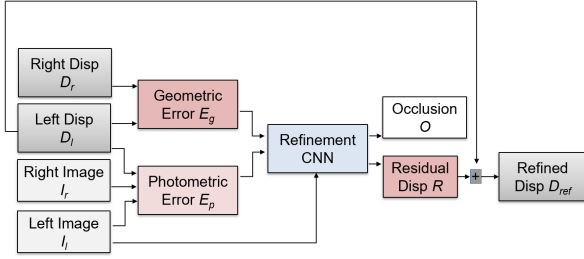 Right Disp
D_r
Left Disp
D_l
Right Image
I_r
Left Image
I_l
Geometric
Error E_g
Photometric
Error E_p
Refinement
CNN
Occlusion
O
Residual
Disp R
+
Refined
Disp D_ref